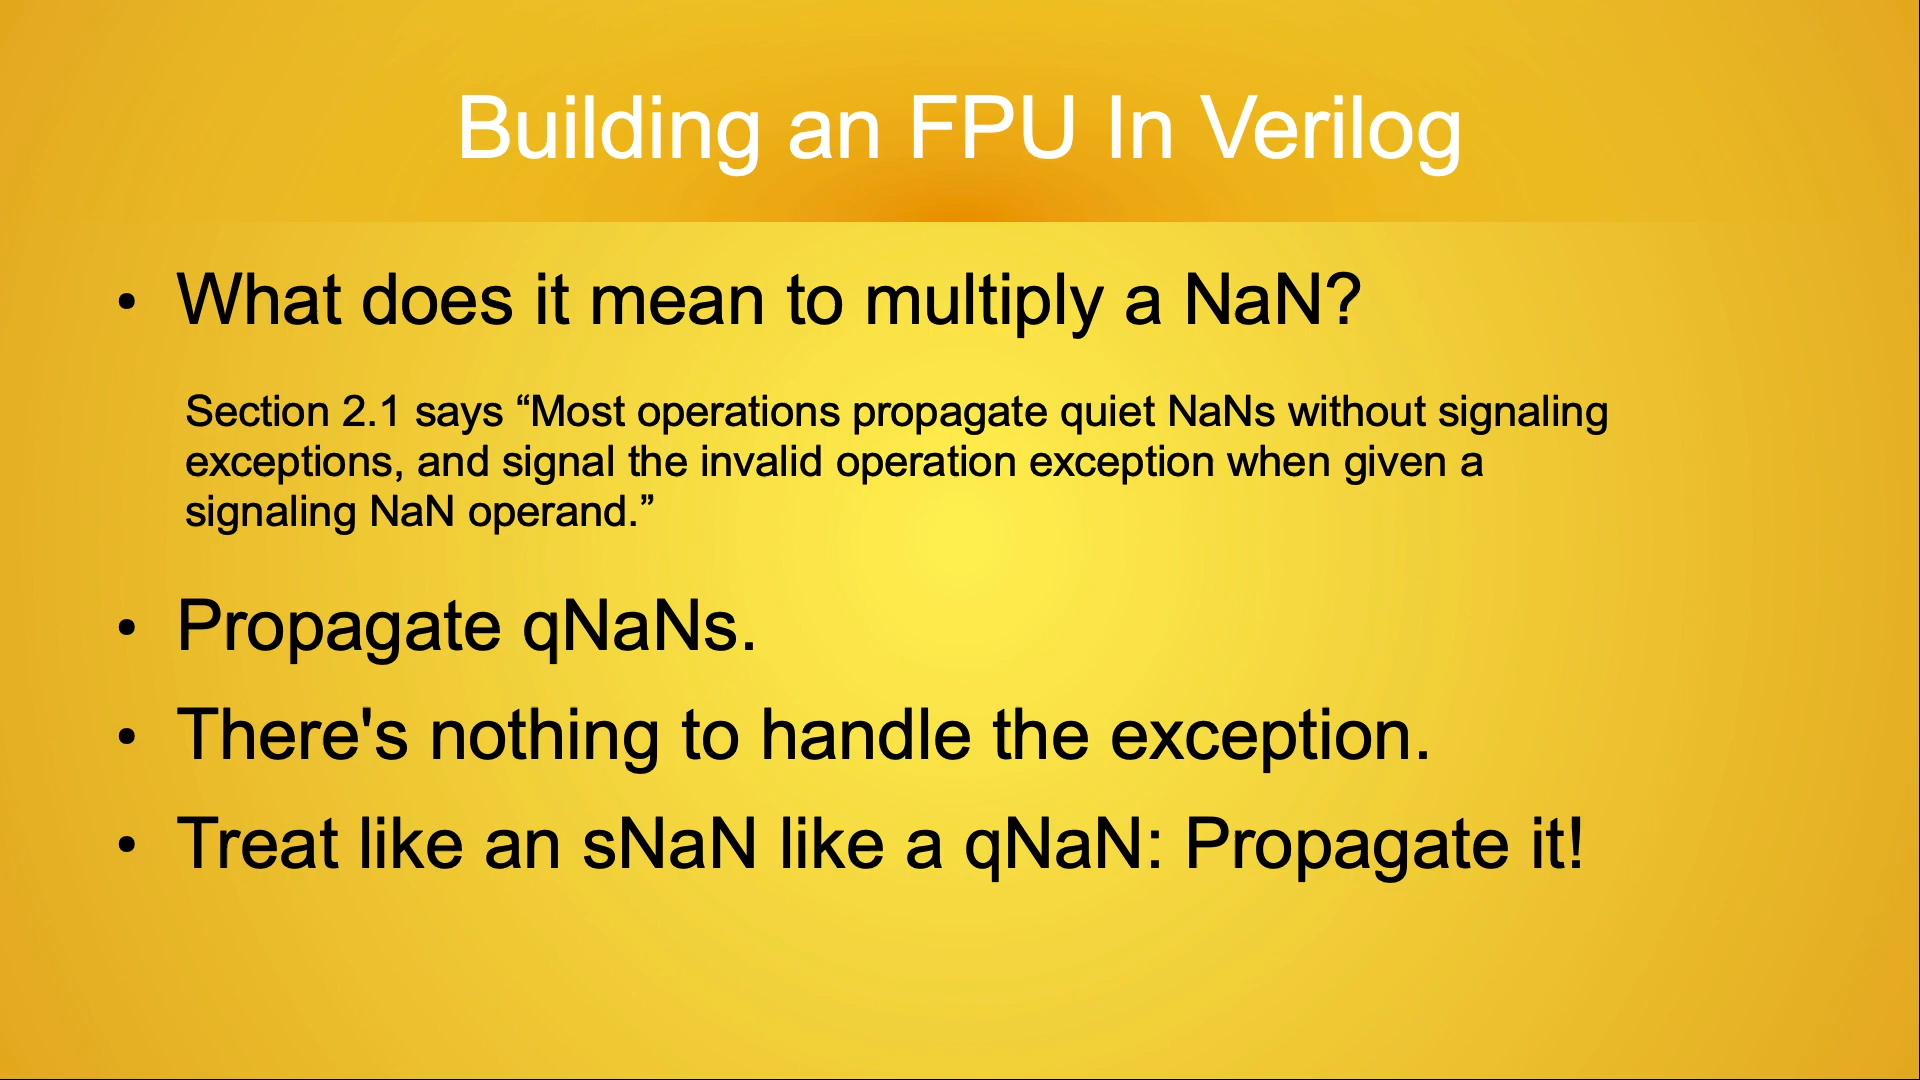 Building an FPU In Verilog
• What does it mean to multiply a NaN?
Section 2.1 says “Most operations propagate quiet NaNs without signaling
exceptions, and signal the invalid operation exception when given a
signaling NaN operand.”
• Propagate qNaNs.
• There's nothing to handle the exception.
• Treat like an sNaN like a qNaN: Propagate it!